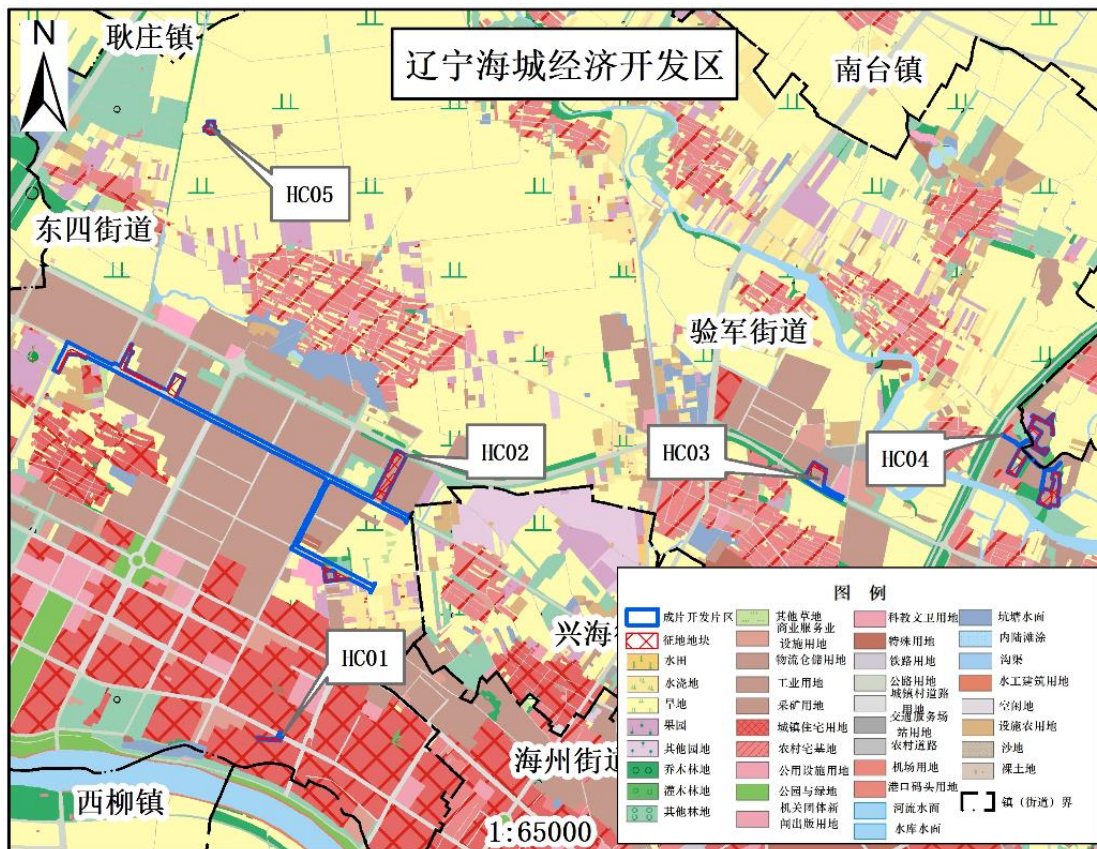 N
耿庄镇
辽宁海城经济开发区
南台镇
HC05
东四街道
验军街道
HC02
HC03
HC04
兴海
HC01
海州街道
西柳镇
1:65000
图 例
成片开发片区
征地地块
水田
水浇地
旱地
果园
其他园地
乔木林地
灌木林地
其他林地
其他草地
商业服务业
设施用地
物流仓储用地
工业用地
采矿用地
城镇住宅用地
农村宅基地
公用设施用地
公园与绿地
机关团体新
闻出版用地
科教文卫用地
特殊用地
铁路用地
公路用地
城镇村道路
用地
交通服务场
站用地
农村道路
机场用地
港口码头用地
河流水面
水库水面
坑塘水面
内陆滩涂
沟渠
水工建筑用地
空闲地
设施农用地
沙地
裸土地
镇（街道）界